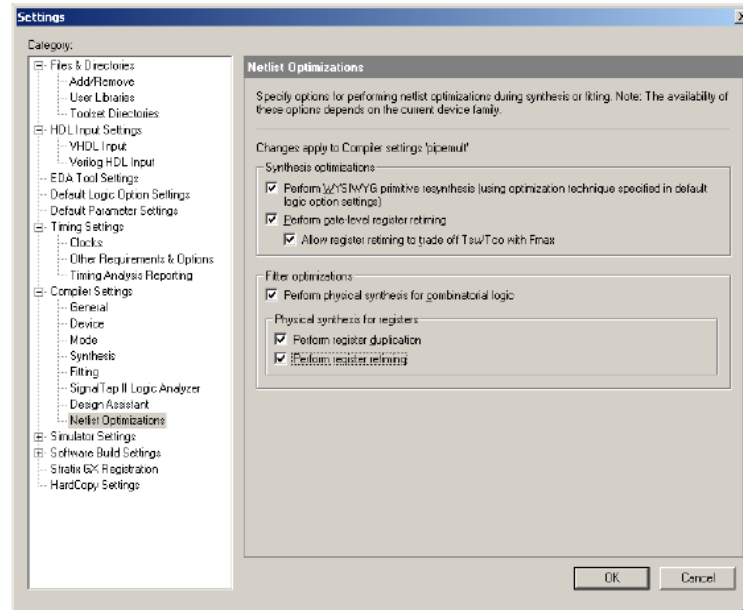 Settings
Category:
Files & Directories
Add/Remove
User Libraries
Toolset Directories
HDL Input Settings
VHDL Input
Verilog HDL Input
EDA Tool Settings
Default Logic Option Settings
Default Parameter Settings
Timing Settings
Clocks
Other Requirements & Options
Timing Analysis Reporting
Compiler Settings
General
Device
Mode
Synthesis
Fitting
SignalTap II Logic Analyzer
Design Assistant
Netlist Optimizations
Simulator Settings
Software Build Settings
Stratix GX Registration
HardCopy Settings
Netlist Optimizations
Specify options for performing netlist optimizations during synthesis or fitting. Note: The availability of
these options depends on the current device family.
Changes apply to Compiler settings 'pipemult'
Synthesis optimizations
Perform WYSIWYG primitive resynthesis (using optimization technique specified in default
logic option settings)
Perform gate-level register retiming
Allow register retiming to trade off Tsu/Tco with Fmax
Fitter optimizations
Perform physical synthesis for combinatorial logic
Physical synthesis for registers
Perform register duplication
Perform register retiming
OK
Cancel